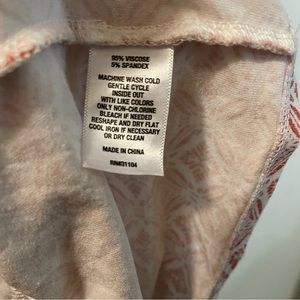 95% VISCOSE
5% SPANDEX
MACHINE WASH COLD
GENTLE CYCLE
INSIDE OUT
WITH LIKE COLORS
ONLY NON-CHLORINE
BLEACH IF NEEDED
RESHAPE AND DRY FLAT
COOL IRON IF NECESSARY
OR DRY CLEAN
MADE IN CHINA
RN#31104